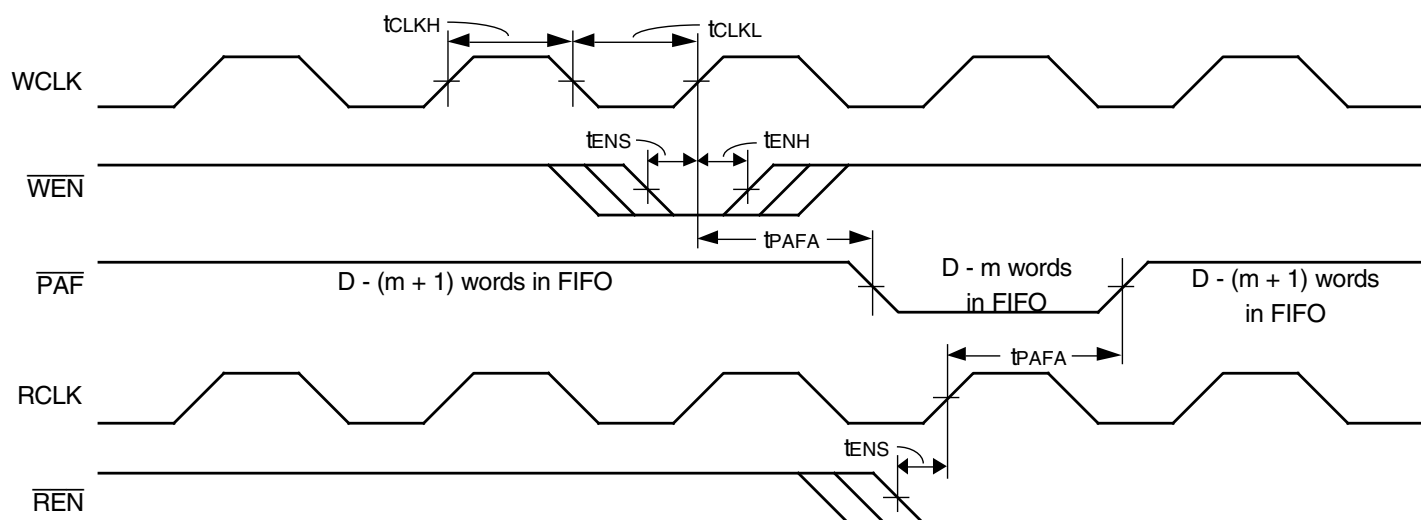 tCLKH tCLKL
WCLK
tENS tENH
WEN
tPAFA
PAF
D - (m + 1) words in FIFO
D - m words
in FIFO
D - (m + 1) words
in FIFO
tPAFA
RCLK
tENS
REN